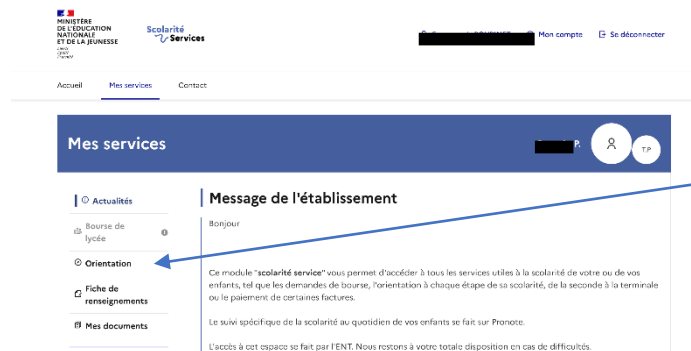 MINISTÈRE
DE L'ÉDUCATION
NATIONALE
ET DE LA JEUNESSE
Scolarité
Services
Mon compte
Se déconnecter
Accueil
Mes services
Contact
Mes services
P.
T.P
Actualités
Bourse de
lycée
Orientation
Fiche de
renseignements
Mes documents
Message de l'établissement
Bonjour
Ce module "scolarité service" vous permet d'accéder à tous les services utiles à la scolarité de votre ou de vos
enfants, tel que les demandes de bourse, l'orientation à chaque étape de sa scolarité, de la seconde à la terminale
ou le paiement de certaines factures.
Le suivi spécifique de la scolarité au quotidien de vos enfants se fait sur Pronote.
L'accès à cet espace se fait par l'ENT. Nous restons à votre totale disposition en cas de difficultés.